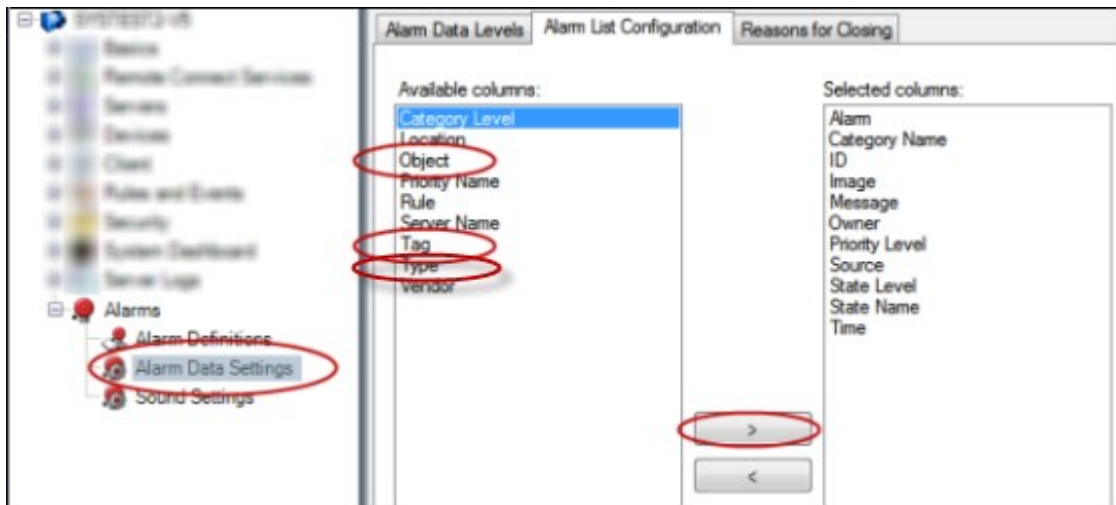 Alarms
Alarm Definitions
Alarm Data Settings
Sound Settings
Alarm Data Levels
Alarm List Configuration
Reasons for Closing
Available columns:
Category Level
Location
Object
Priority Name
Rule
Server Name
Tag
Type
Vendor
>
<
Selected columns:
Alarm
Category Name
ID
Image
Message
Owner
Priority Level
Source
State Level
State Name
Time